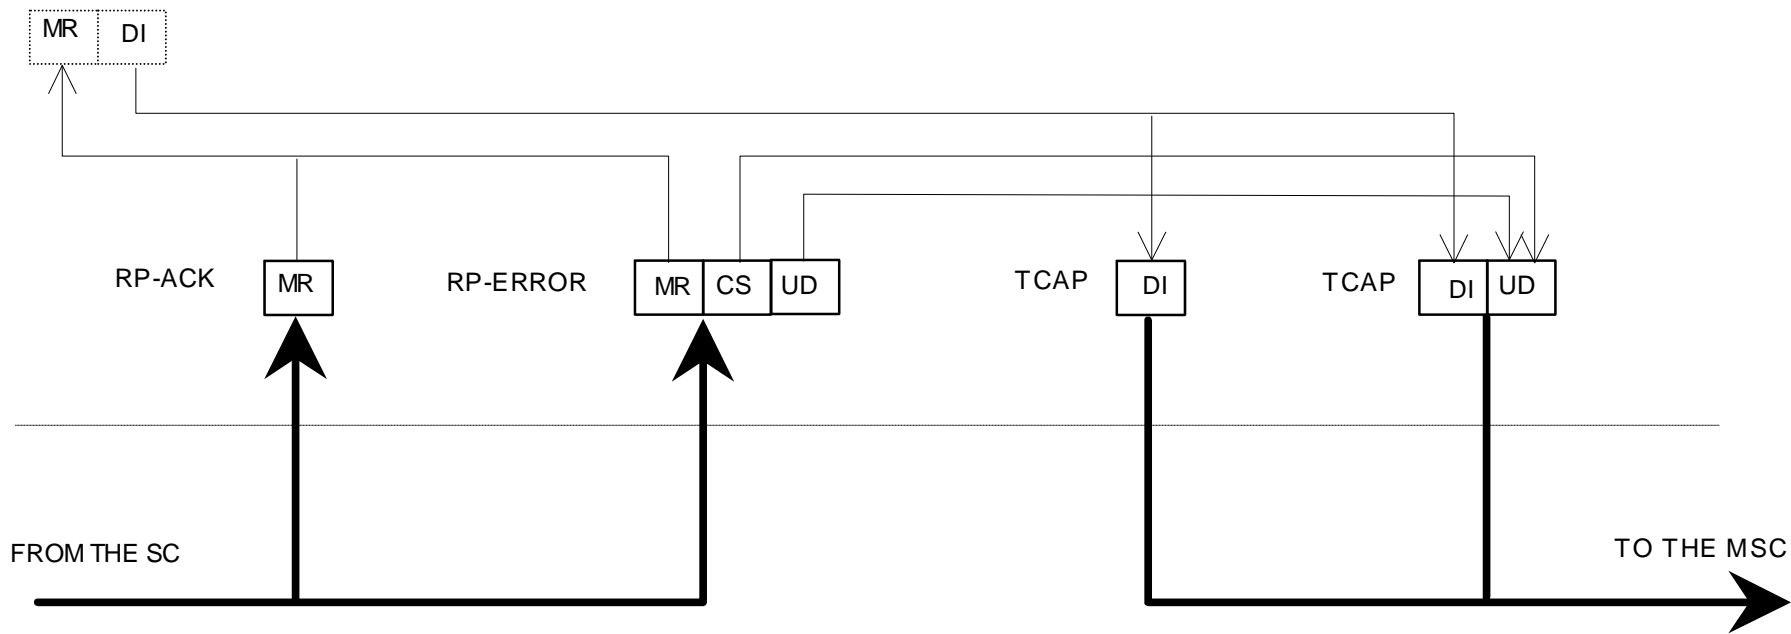 MR DI
RP-ACK MR RP-ERROR MR CS UD TCAP DI TCAP DI UD
FROM THE SC TO THE MSC